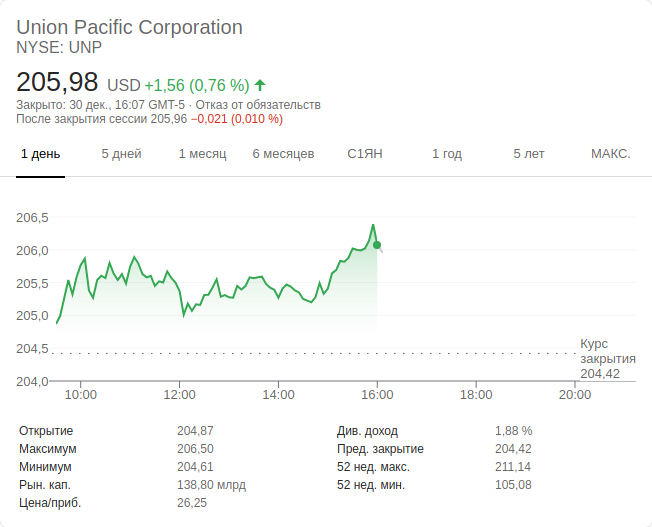 Union Pacific Corporation
NYSE: UNP
205,98 USD +1,56 (0,76 %)
Закрыто: 30 дек., 16:07 GMT-5 · Отказ от обязательств
После закрытия сессии 205,96 −0,021 (0,010 %)
1 день 5 дней 1 месяц 6 месяцев С1ЯН 1 год 5 лет МАКС.
206,5
206,0
205,5
205,0
204,5
204,0
Курс
закрытия
204,42
10:00 12:00 14:00 16:00 18:00 20:00
Открытие 204,87 Див. доход 1,88 %
Максимум 206,50 Пред. закрытие 204,42
Минимум 204,61 52 нед. макс. 211,14
Рын. кап. 138,80 млрд 52 нед. мин. 105,08
Цена/приб. 26,25